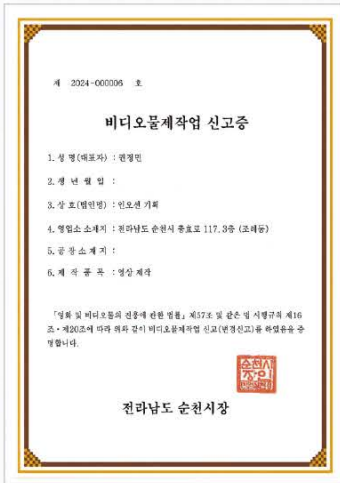 제 2024-000006 호
비디오물제작업 신고증
1. 성 명(대표자) : 권정민
2. 생 년 월 일 :
3. 상 호(법인명) : 인오션 기획
4. 영업소 소재지 : 전라남도 순천시 충효로 117, 3층 (조례동)
5. 공 장 소 재 지 :
6. 제 작 품 목 : 영상 제작
「영화 및 비디오물의 진흥에 관한 법률」 제57조 및 같은 법 시행규칙 제16
조·제20조에 따라 위와 같이 비디오물제작업 신고(변경신고)를 하였음을 증
명합니다.
전라남도 순천시장